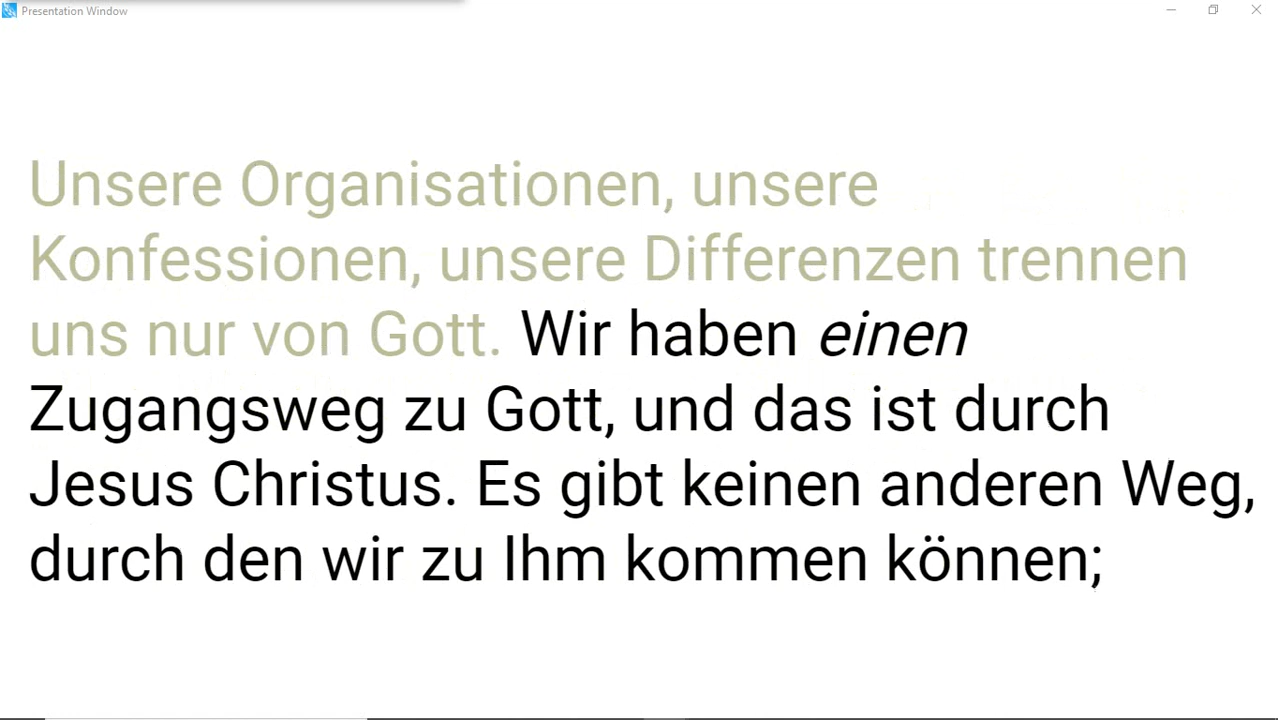 Presentation Window
Unsere Organisationen, unsere
Konfessionen, unsere Differenzen trennen
uns nur von Gott. Wir haben einen
Zugangsweg zu Gott, und das ist durch
Jesus Christus. Es gibt keinen anderen Weg,
durch den wir zu Ihm kommen können;